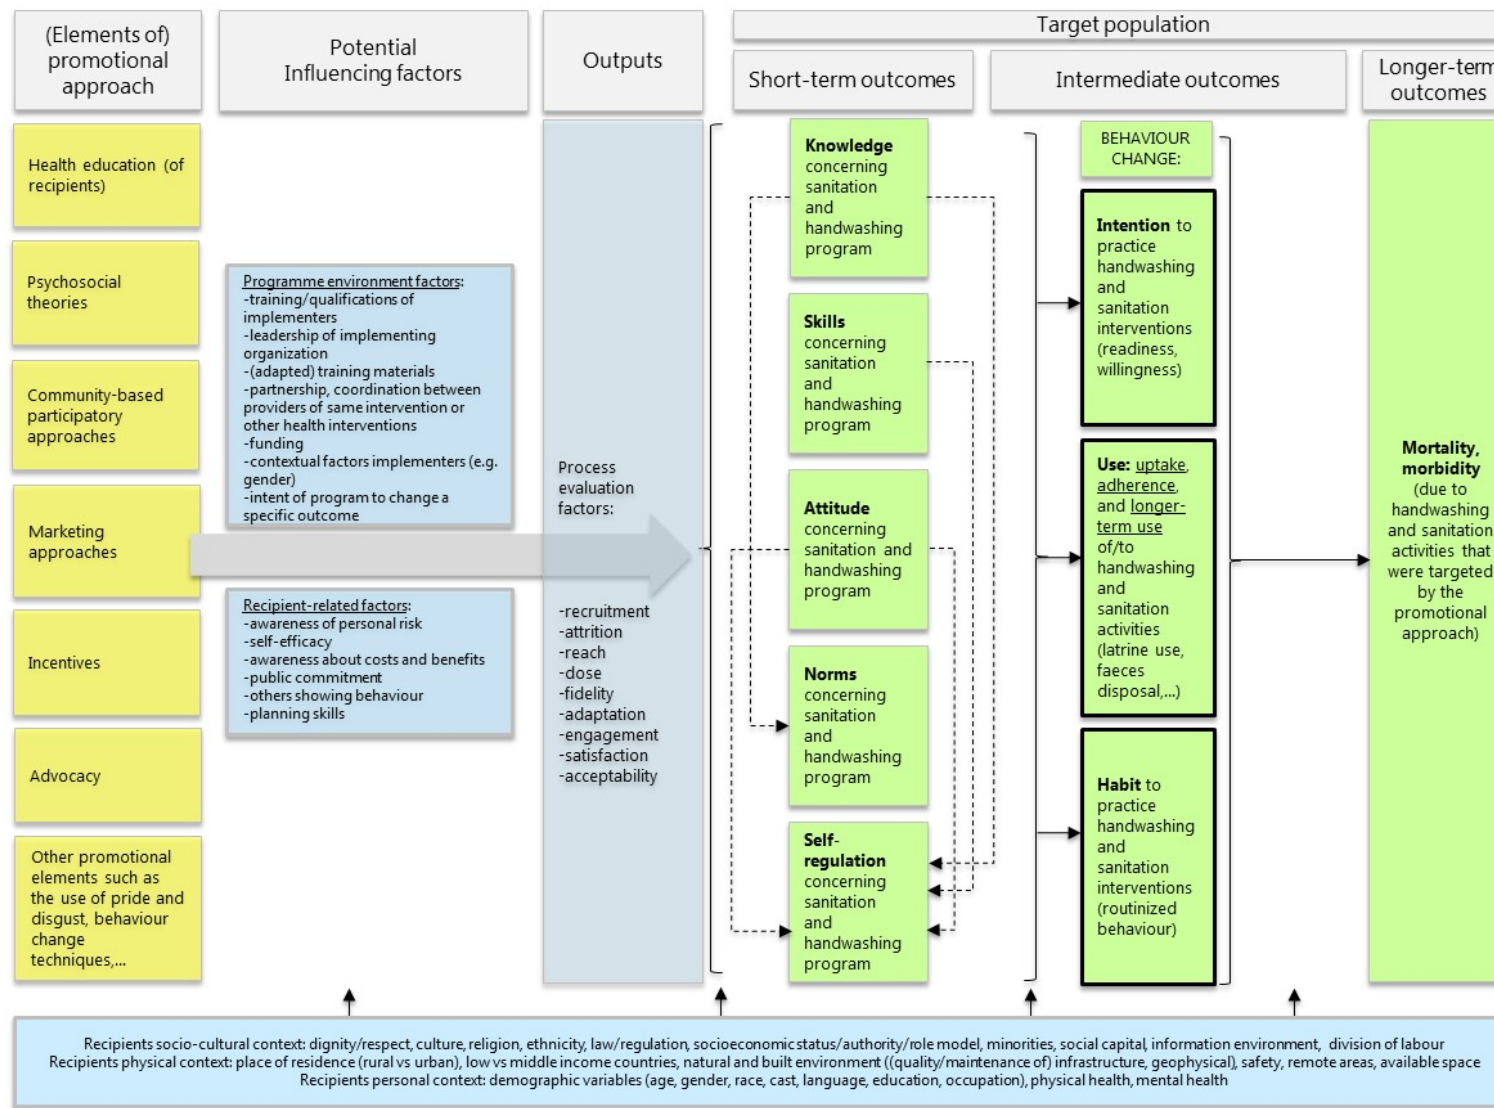 (Elements of)
promotional
approach
Potential
Influencing factors
Outputs
Target population
Short-term outcomes
Intermediate outcomes
Longer-term
outcomes
Health education (of
recipients)
Psychosocial
theories
Community-based
participatory
approaches
Marketing
approaches
Incentives
Advocacy
Other promotional
elements such as
the use of pride and
disgust, behaviour
change
techniques,...
Programme environment factors:
-training/qualifications of
implementers
-leadership of implementing
organization
-(adapted) training materials
-partnership, coordination between
providers of same intervention or
other health interventions
-funding
-contextual factors implementers (e.g.
gender)
-intent of program to change a
specific outcome
Recipient-related factors:
-awareness of personal risk
-self-efficacy
-awareness about costs and benefits
-public commitment
-others showing behaviour
-planning skills
Process
evaluation
factors:
-recruitment
-attrition
-reach
-dose
-fidelity
-adaptation
-engagement
-satisfaction
-acceptability
Knowledge
concerning
sanitation
and
handwashing
program
Skills
concerning
sanitation
and
handwashing
program
Attitude
concerning
sanitation and
handwashing
program
Norms
concerning
sanitation
and
handwashing
program
Self-
regulation
concerning
sanitation
and
handwashing
program
BEHAVIOUR
CHANGE:
Intention to
practice
handwashing
and
sanitation
interventions
(readiness,
willingness)
Use: uptake,
adherence,
and longer-
term use
of/to
handwashing
and
sanitation
activities
(latrine use,
faeces
disposal,...)
Habit to
practice
handwashing
and
sanitation
interventions
(routinized
behaviour)
Mortality,
morbidity
(due to
handwashing
and sanitation
activities that
were targeted
by the
promotional
approach)
Recipients socio-cultural context: dignity/respect, culture, religion, ethnicity, law/regulation, socioeconomic status/authority/role model, minorities, social capital, information environment, division of labour
Recipients physical context: place of residence (rural vs urban), low vs middle income countries, natural and built environment ((quality/maintenance of) infrastructure, geophysical), safety, remote areas, available space
Recipients personal context: demographic variables (age, gender, race, cast, language, education, occupation), physical health, mental health